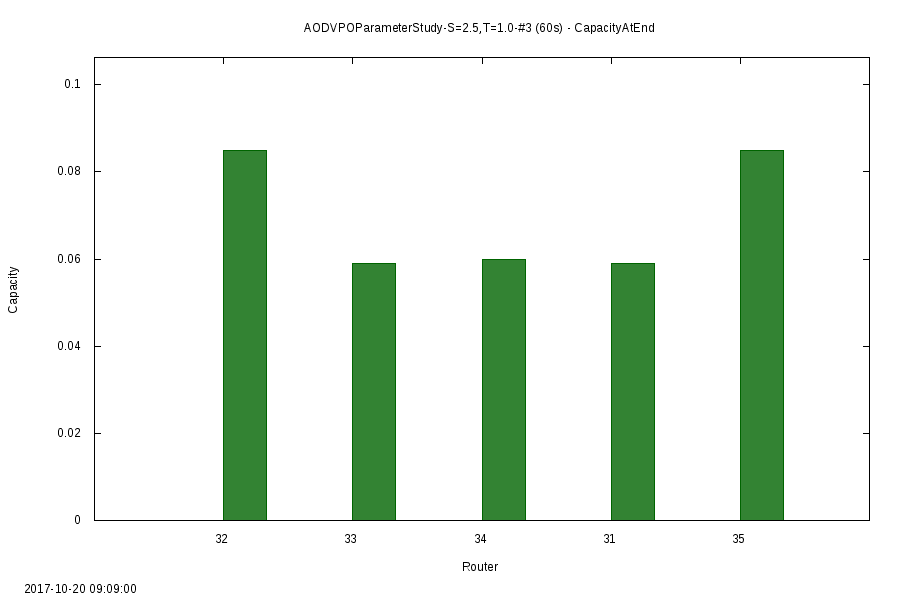 AODVPOParameterStudy-S=2.5,T=1.0-#3 (60s) - CapacityAtEnd
0.1
0.08
0.06
0.04
0.02
0
Capacity
32 33 34 31 35
Router
2017-10-20 09:09:00